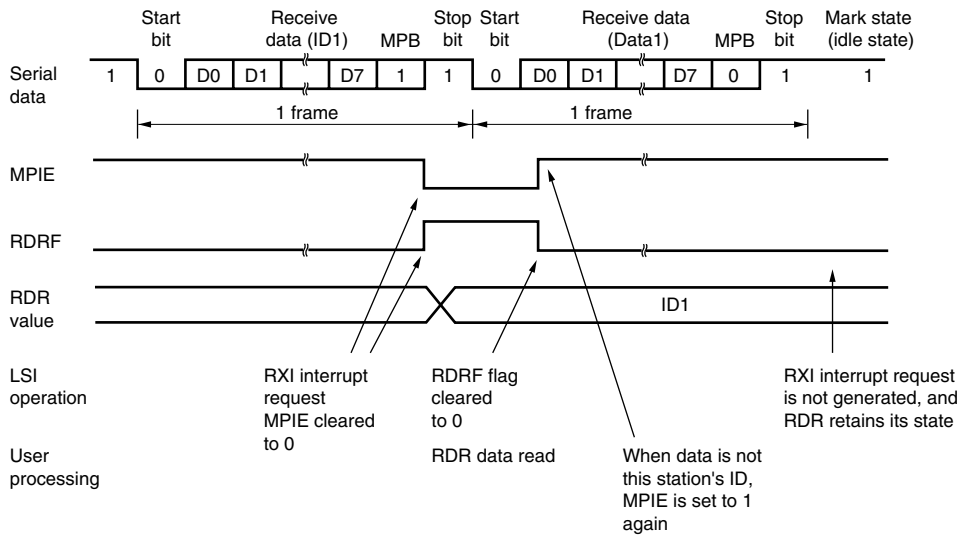 Start bit
Receive data (ID1)
MPB
Stop bit
Start bit
Receive data (Data1)
MPB
Stop bit
Mark state (idle state)
Serial data
1 0 D0 D1 D7 1 1 0 D0 D1 D7 0 1 1
1 frame 1 frame
MPIE
RDRF
RDR value
ID1
LSI operation
RXI interrupt request MPIE cleared to 0
RDRF flag cleared to 0
RXI interrupt request is not generated, and RDR retains its state
User processing
RDR data read
When data is not this station's ID, MPIE is set to 1 again